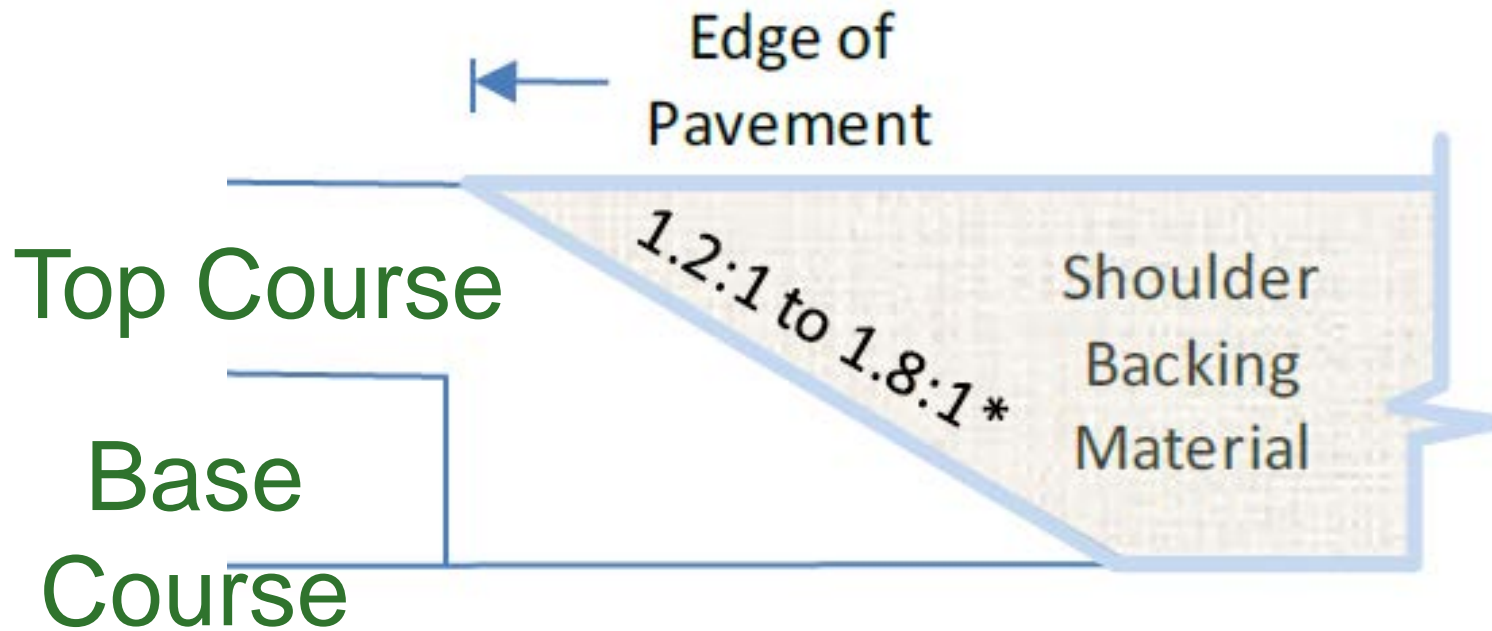 Edge of
Pavement
Top Course
1.2:1 to 1.8:1*
Shoulder
Backing
Material
Base
Course